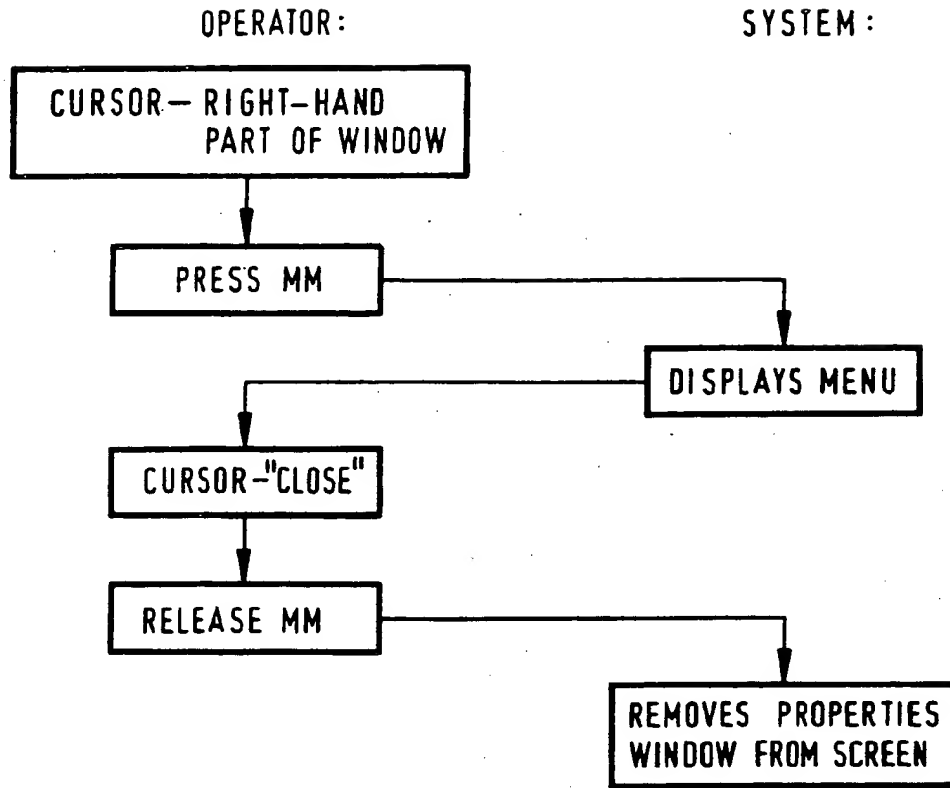 OPERATOR:
SYSTEM:
CURSOR— RIGHT-HAND
PART OF WINDOW
PRESS MM
DISPLAYS MENU
CURSOR-"CLOSE"
RELEASE MM
REMOVES PROPERTIES
WINDOW FROM SCREEN